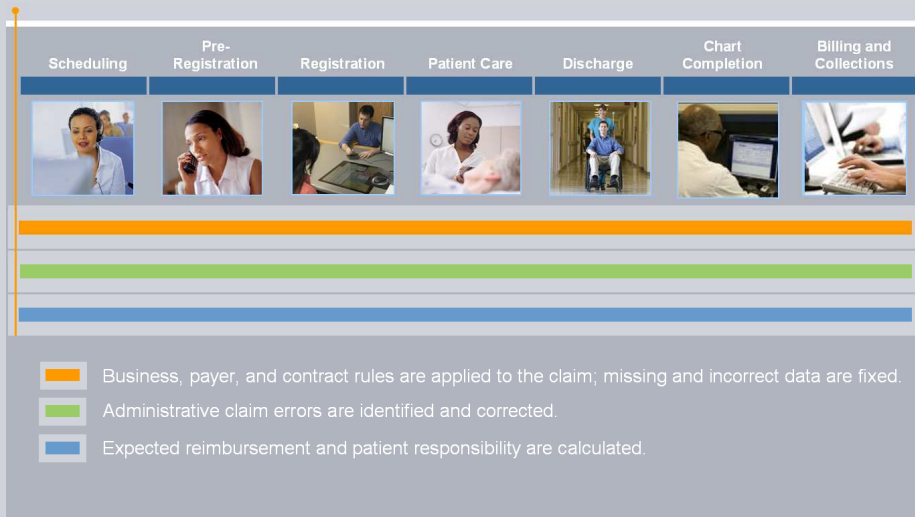 Scheduling
Pre-
Registration
Registration
Patient Care
Discharge
Chart
Completion
Billing and
Collections
Business, payer, and contract rules are applied to the claim; missing and incorrect data are fixed.
Administrative claim errors are identified and corrected.
Expected reimbursement and patient responsibility are calculated.